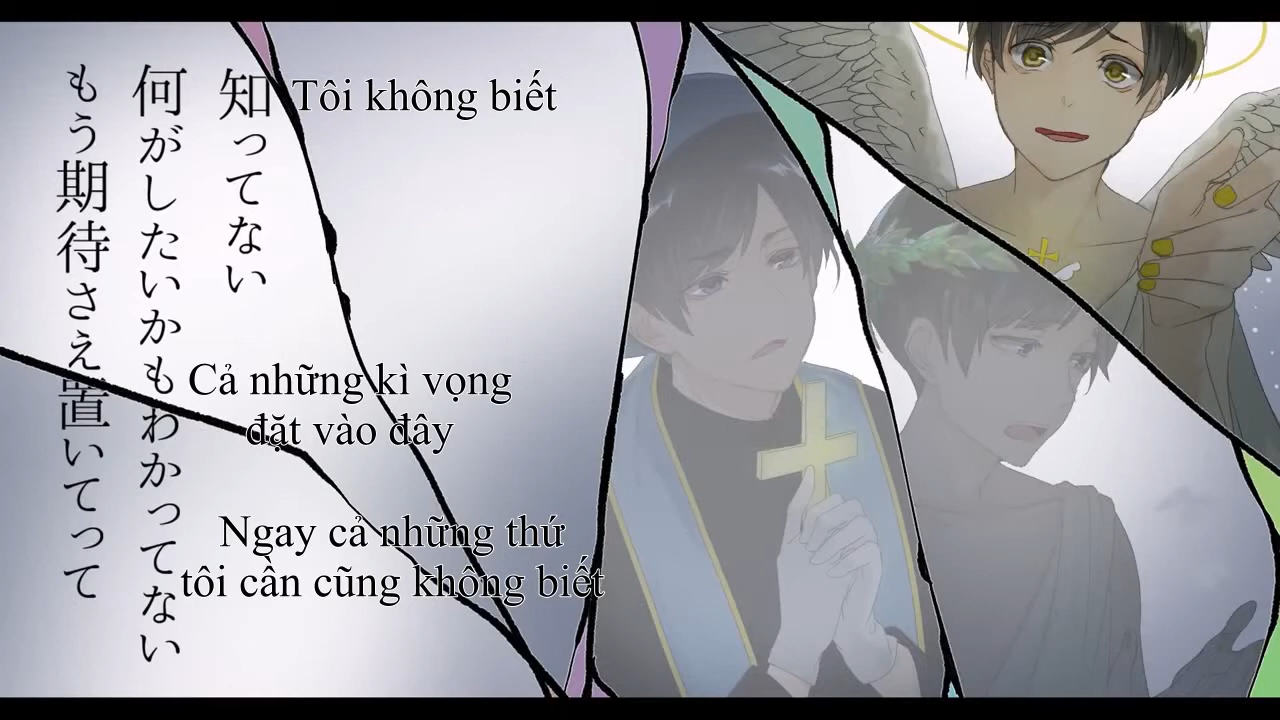 知ってない
何がしたいかもわかってない
もう期待さえ置いてって
Tôi không biết
Cả những kì vọng
đặt vào đây
Ngay cả những thứ
tôi cần cũng không biết